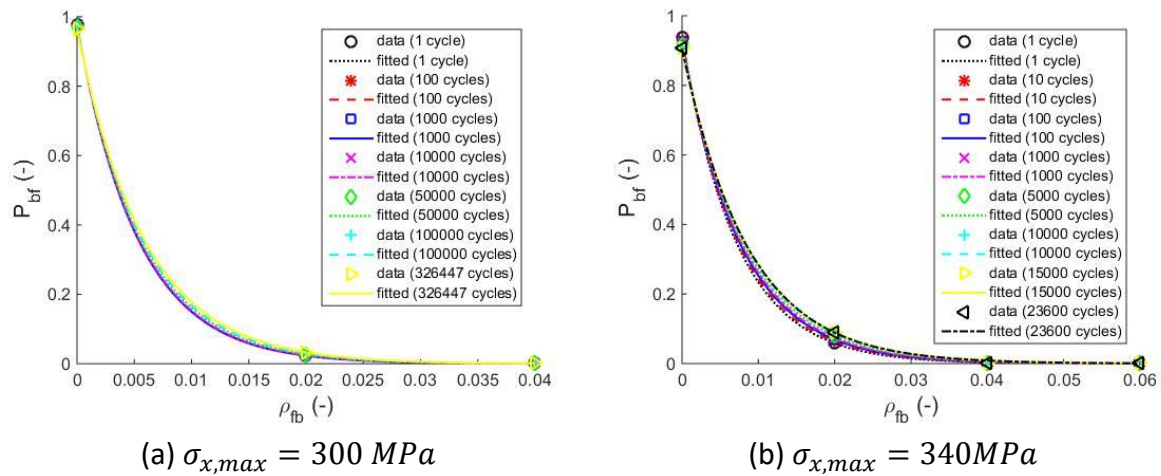 1
0.8
0.6
0.4
0.2
0
P_bf (-)
0 0.005 0.01 0.015 0.02 0.025 0.03 0.035 0.04
ρ_fb (-)
data (1 cycle)
fitted (1 cycle)
data (100 cycles)
fitted (100 cycles)
data (1000 cycles)
fitted (1000 cycles)
data (10000 cycles)
fitted (10000 cycles)
data (50000 cycles)
fitted (50000 cycles)
data (100000 cycles)
fitted (100000 cycles)
data (326447 cycles)
fitted (326447 cycles)
(a) σ_x,max = 300 MPa
1
0.8
0.6
0.4
0.2
0
P_bf (-)
0 0.01 0.02 0.03 0.04 0.05 0.06
ρ_fb (-)
data (1 cycle)
fitted (1 cycle)
data (10 cycles)
fitted (10 cycles)
data (100 cycles)
fitted (100 cycles)
data (1000 cycles)
fitted (1000 cycles)
data (5000 cycles)
fitted (5000 cycles)
data (10000 cycles)
fitted (10000 cycles)
data (15000 cycles)
fitted (15000 cycles)
data (23600 cycles)
fitted (23600 cycles)
(b) σ_x,max = 340MPa